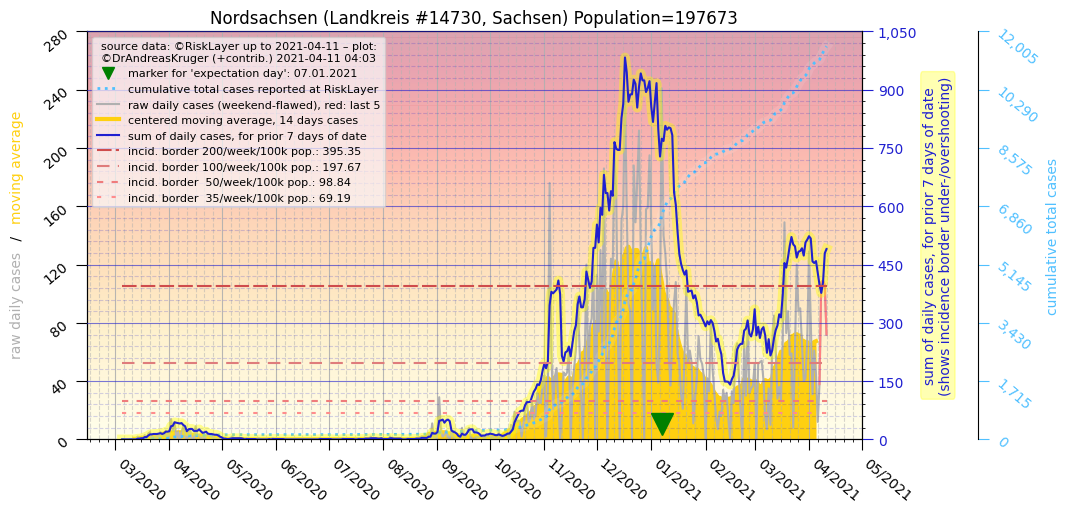 Nordsachsen (Landkreis #14730, Sachsen) Population=197673
source data: ©RiskLayer up to 2021-04-11 – plot:
©DrAndreasKruger (+contrib.) 2021-04-11 04:03
marker for 'expectation day': 07.01.2021
cumulative total cases reported at RiskLayer
raw daily cases (weekend-flawed), red: last 5
centered moving average, 14 days cases
sum of daily cases, for prior 7 days of date
incid. border 200/week/100k pop.: 395.35
incid. border 100/week/100k pop.: 197.67
incid. border  50/week/100k pop.: 98.84
incid. border  35/week/100k pop.: 69.19
raw daily cases  /  moving average
280
240
200
160
120
80
40
0
03/2020
04/2020
05/2020
06/2020
07/2020
08/2020
09/2020
10/2020
11/2020
12/2020
01/2021
02/2021
03/2021
04/2021
05/2021
1,050
900
750
600
450
300
150
0
sum of daily cases, for prior 7 days of date
(shows incidence border under-/overshooting)
12,005
10,290
8,575
6,860
5,145
3,430
1,715
0
cumulative total cases